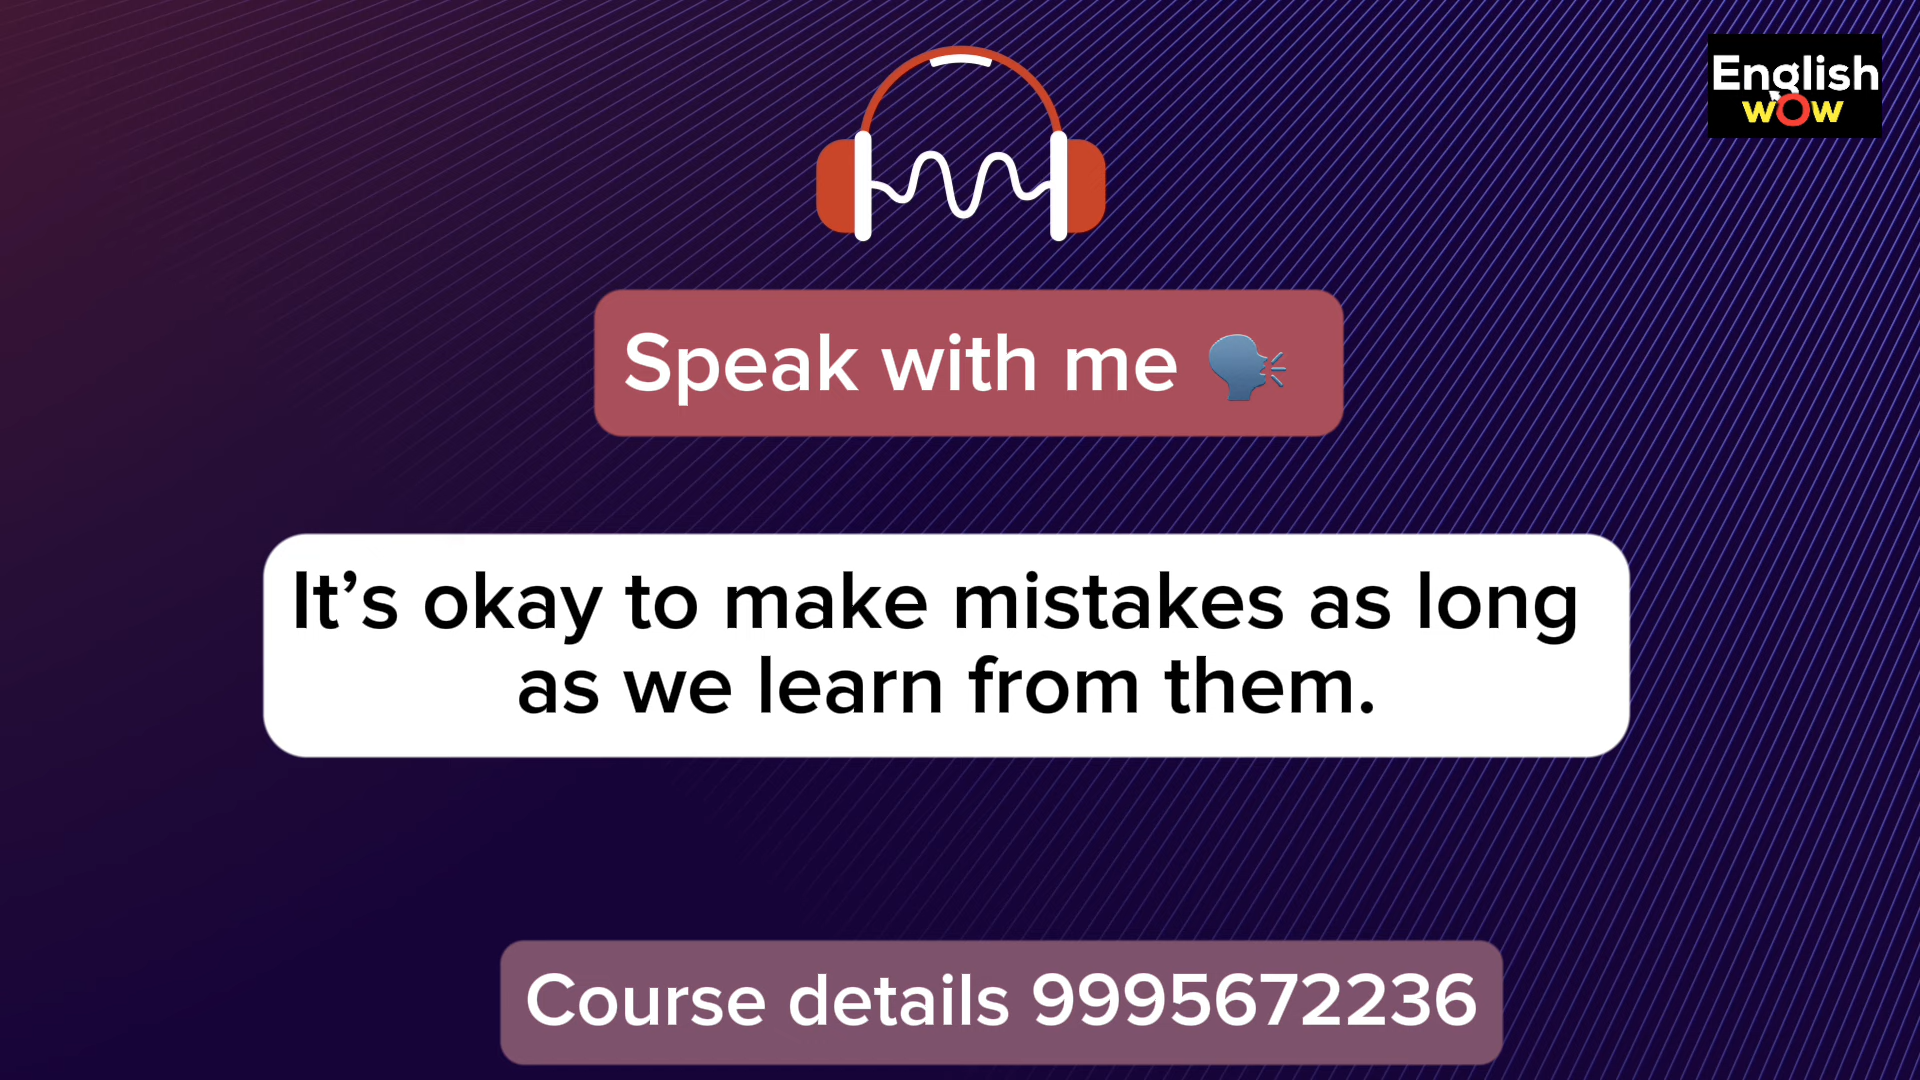 English
wOw
Speak with me 🗣
It’s okay to make mistakes as long
as we learn from them.
Course details 9995672236